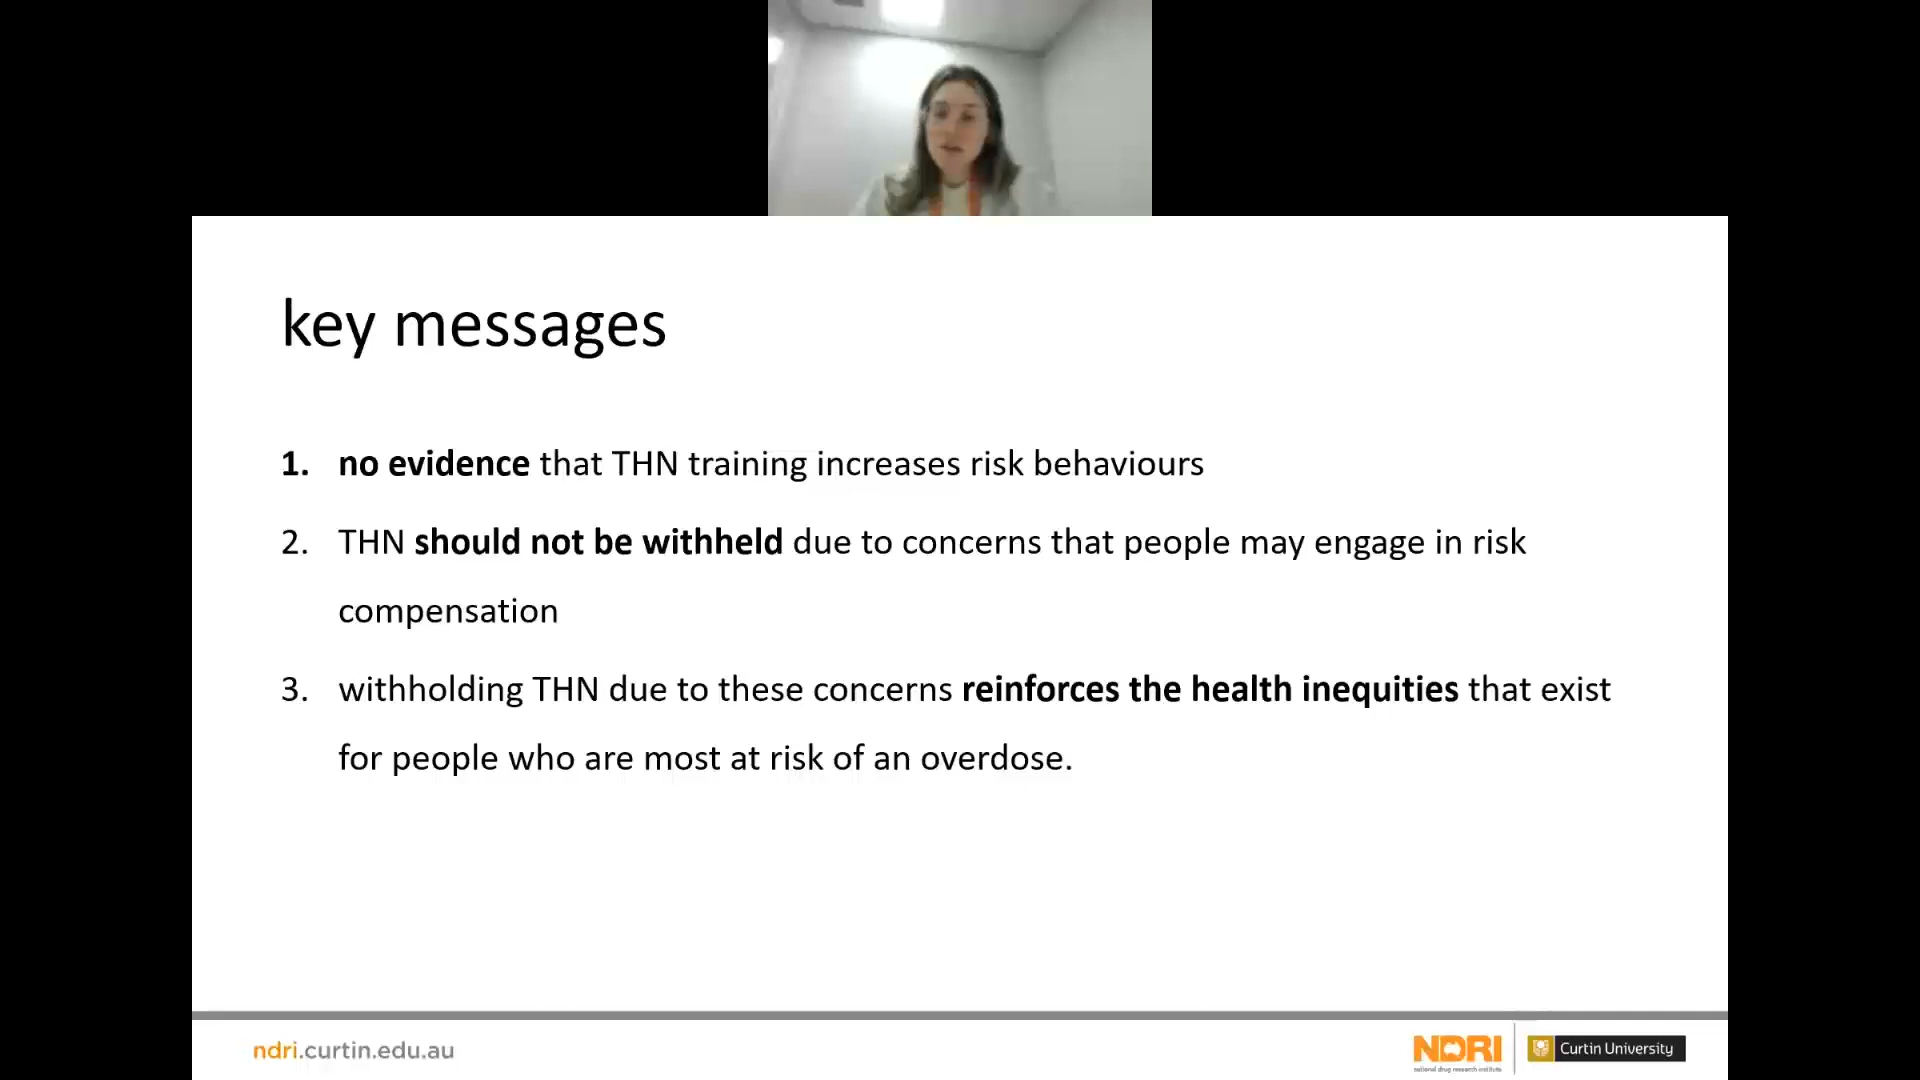 key messages
1. no evidence that THN training increases risk behaviours
2. THN should not be withheld due to concerns that people may engage in risk
compensation
3. withholding THN due to these concerns reinforces the health inequities that exist
for people who are most at risk of an overdose.
ndri.curtin.edu.au
NDRI
national drug research institute
Curtin University